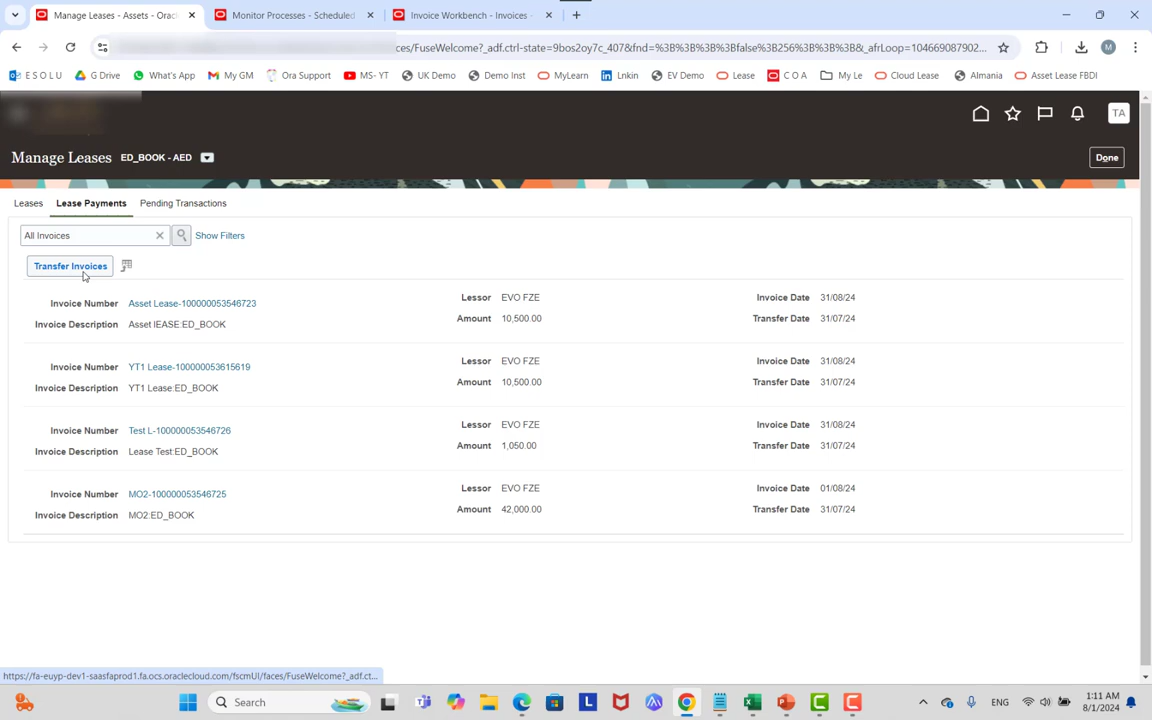 Manage Leases - Assets - Orac
Monitor Processes - Scheduled
Invoice Workbench - Invoices -
ces/FuseWelcome?_adf.ctrl-state=9bos2oy7c_407&fnd=%3B%3B%3B%3Bfalse%3B256%3B%3B%3B&_afrLoop=104669087902...
E S O L U
G Drive
What's App
My GM
Ora Support
MS- YT
UK Demo
Demo Inst
MyLearn
Lnkin
EV Demo
Lease
C O A
My Le
Cloud Lease
Almania
Asset Lease FBDI
M
TA
Manage Leases ED_BOOK - AED
Done
Leases Lease Payments Pending Transactions
All Invoices
Show Filters
Transfer Invoices
Invoice Number Asset Lease-100000053546723 Lessor EVO FZE Invoice Date 31/08/24
Invoice Description Asset lEASE:ED_BOOK Amount 10,500.00 Transfer Date 31/07/24
Invoice Number YT1 Lease-100000053615619 Lessor EVO FZE Invoice Date 31/08/24
Invoice Description YT1 Lease:ED_BOOK Amount 10,500.00 Transfer Date 31/07/24
Invoice Number Test L-100000053546726 Lessor EVO FZE Invoice Date 31/08/24
Invoice Description Lease Test:ED_BOOK Amount 1,050.00 Transfer Date 31/07/24
Invoice Number MO2-100000053546725 Lessor EVO FZE Invoice Date 01/08/24
Invoice Description MO2:ED_BOOK Amount 42,000.00 Transfer Date 31/07/24
https://fa-euyp-dev1-saasfaprod1.fa.ocs.oraclecloud.com/fscmUI/faces/FuseWelcome?_adf.ct...
Search
ENG
1:11 AM
8/1/2024